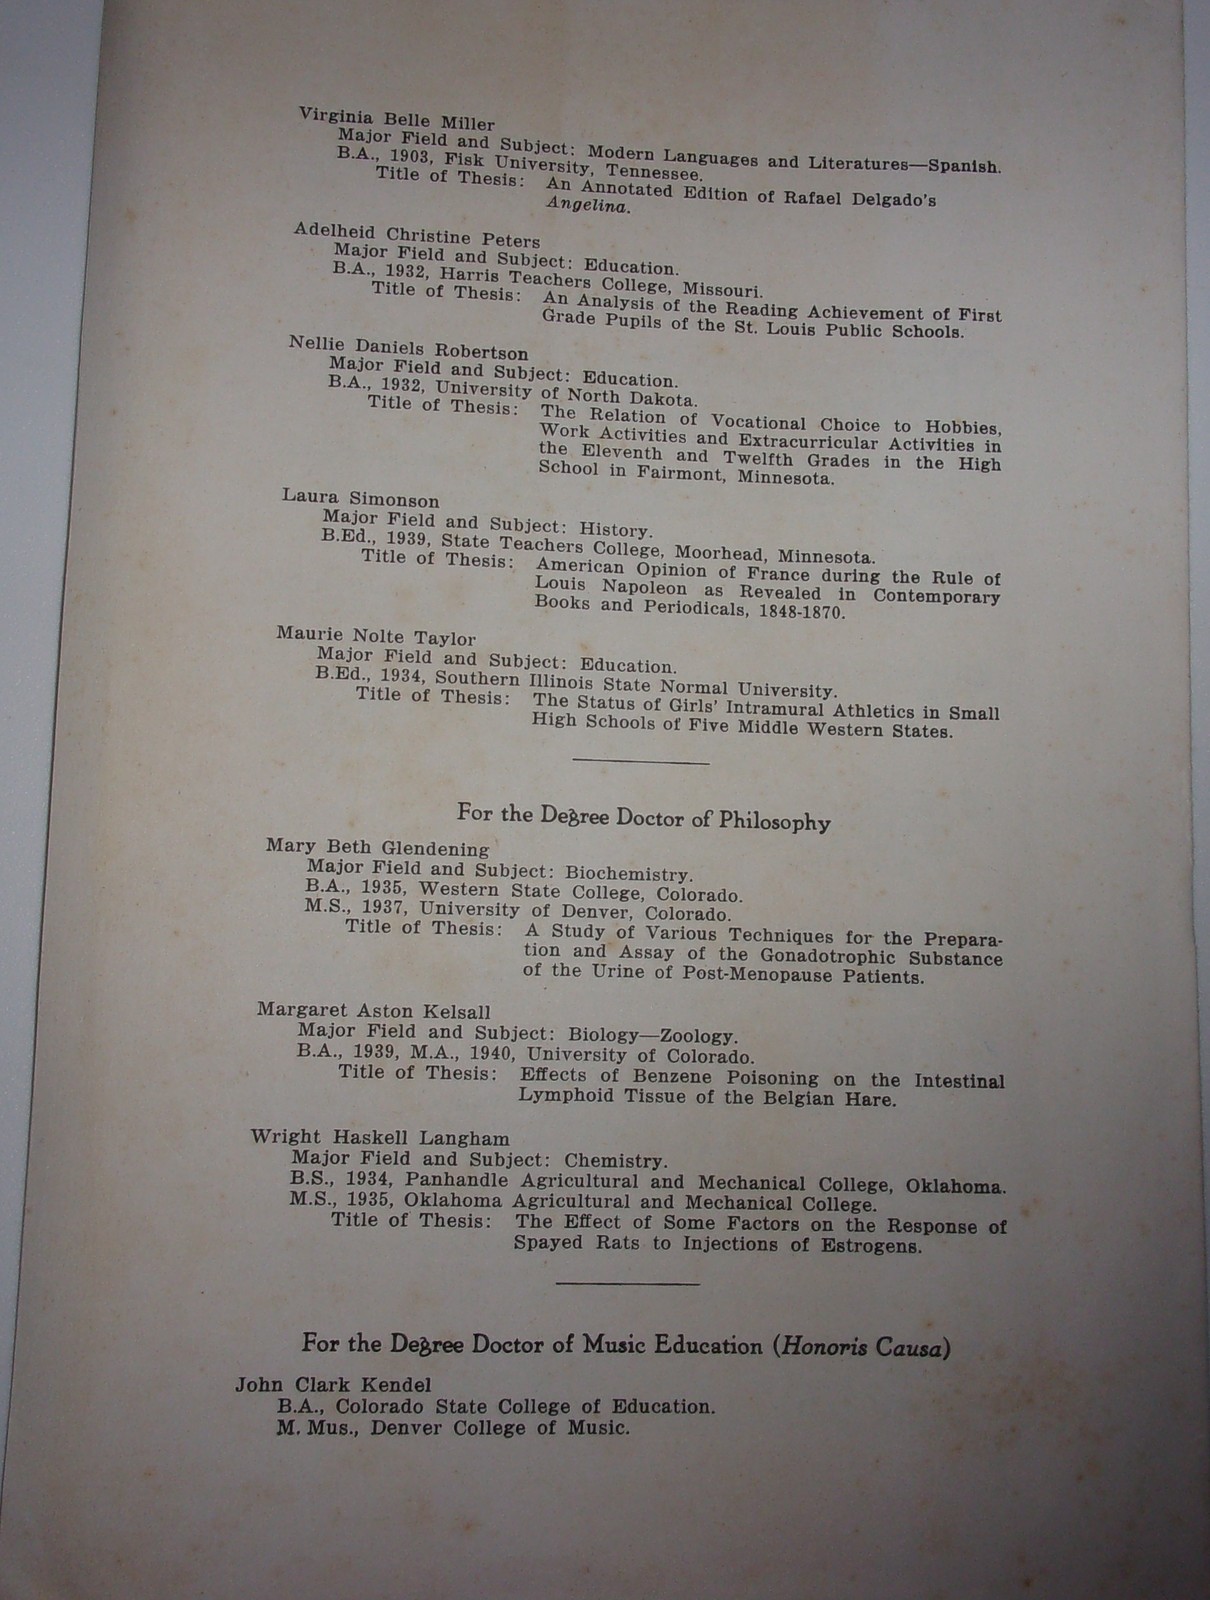 Virginia Belle Miller
Major Field and Subject: Modern Languages and Literatures—Spanish.
B.A., 1903, Fisk University, Tennessee.
Title of Thesis: An Annotated Edition of Rafael Delgado's
Angelina.
Adelheid Christine Peters
Major Field and Subject: Education.
B.A., 1932, Harris Teachers College, Missouri.
Title of Thesis: An Analysis of the Reading Achievement of First
Grade Pupils of the St. Louis Public Schools.
Nellie Daniels Robertson
Major Field and Subject: Education.
B.A., 1932, University of North Dakota.
Title of Thesis: The Relation of Vocational Choice to Hobbies,
Work Activities and Extracurricular Activities in
the Eleventh and Twelfth Grades in the High
School in Fairmont, Minnesota.
Laura Simonson
Major Field and Subject: History.
B.Ed., 1939, State Teachers College, Moorhead, Minnesota.
Title of Thesis: American Opinion of France during the Rule of
Louis Napoleon as Revealed in Contemporary
Books and Periodicals, 1848-1870.
Maurie Nolte Taylor
Major Field and Subject: Education.
B.Ed., 1934, Southern Illinois State Normal University.
Title of Thesis: The Status of Girls' Intramural Athletics in Small
High Schools of Five Middle Western States.
For the Degree Doctor of Philosophy
Mary Beth Glendening
Major Field and Subject: Biochemistry.
B.A., 1935, Western State College, Colorado.
M.S., 1937, University of Denver, Colorado.
Title of Thesis: A Study of Various Techniques for the Prepara-
tion and Assay of the Gonadotrophic Substance
of the Urine of Post-Menopause Patients.
Margaret Aston Kelsall
Major Field and Subject: Biology—Zoology.
B.A., 1939, M.A., 1940, University of Colorado.
Title of Thesis: Effects of Benzene Poisoning on the Intestinal
Lymphoid Tissue of the Belgian Hare.
Wright Haskell Langham
Major Field and Subject: Chemistry.
B.S., 1934, Panhandle Agricultural and Mechanical College, Oklahoma.
M.S., 1935, Oklahoma Agricultural and Mechanical College.
Title of Thesis: The Effect of Some Factors on the Response of
Spayed Rats to Injections of Estrogens.
For the Degree Doctor of Music Education (Honoris Causa)
John Clark Kendel
B.A., Colorado State College of Education.
M. Mus., Denver College of Music.